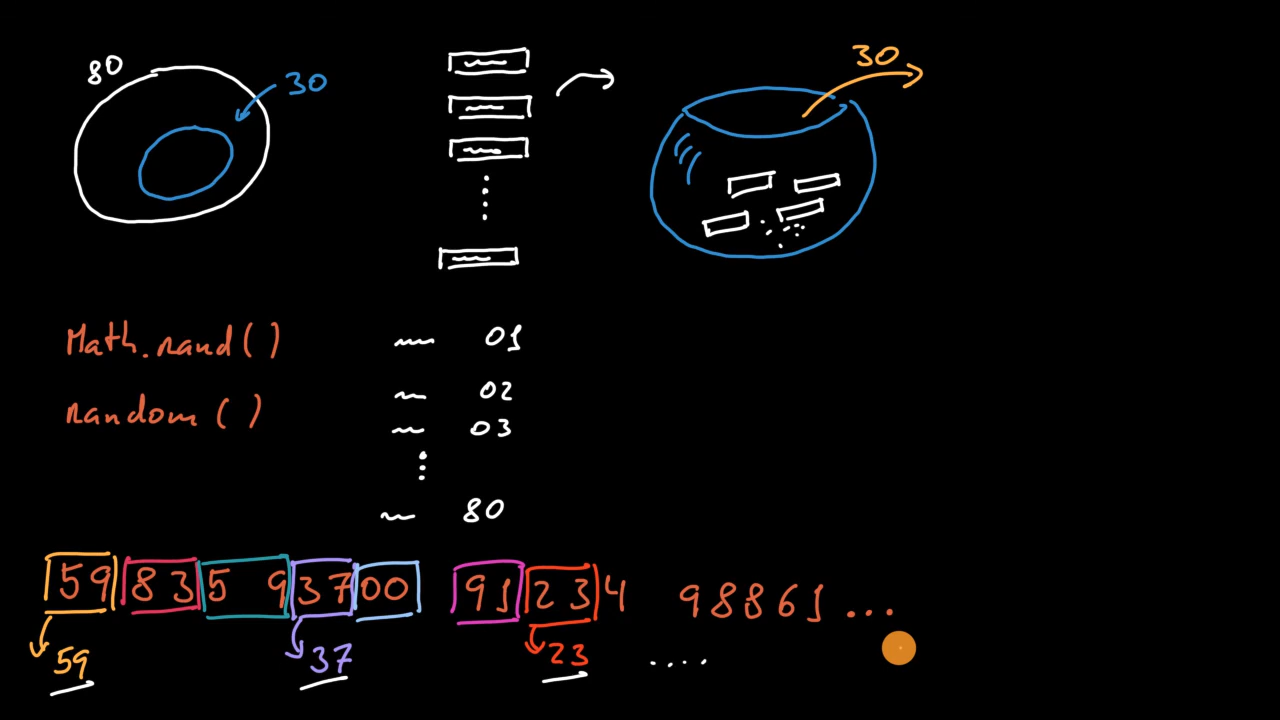 80
30
30
Math.rand()
random()
01
02
03
80
59 83 5 9 37 00 91 23 4 98861 ...
59 37 23 ....